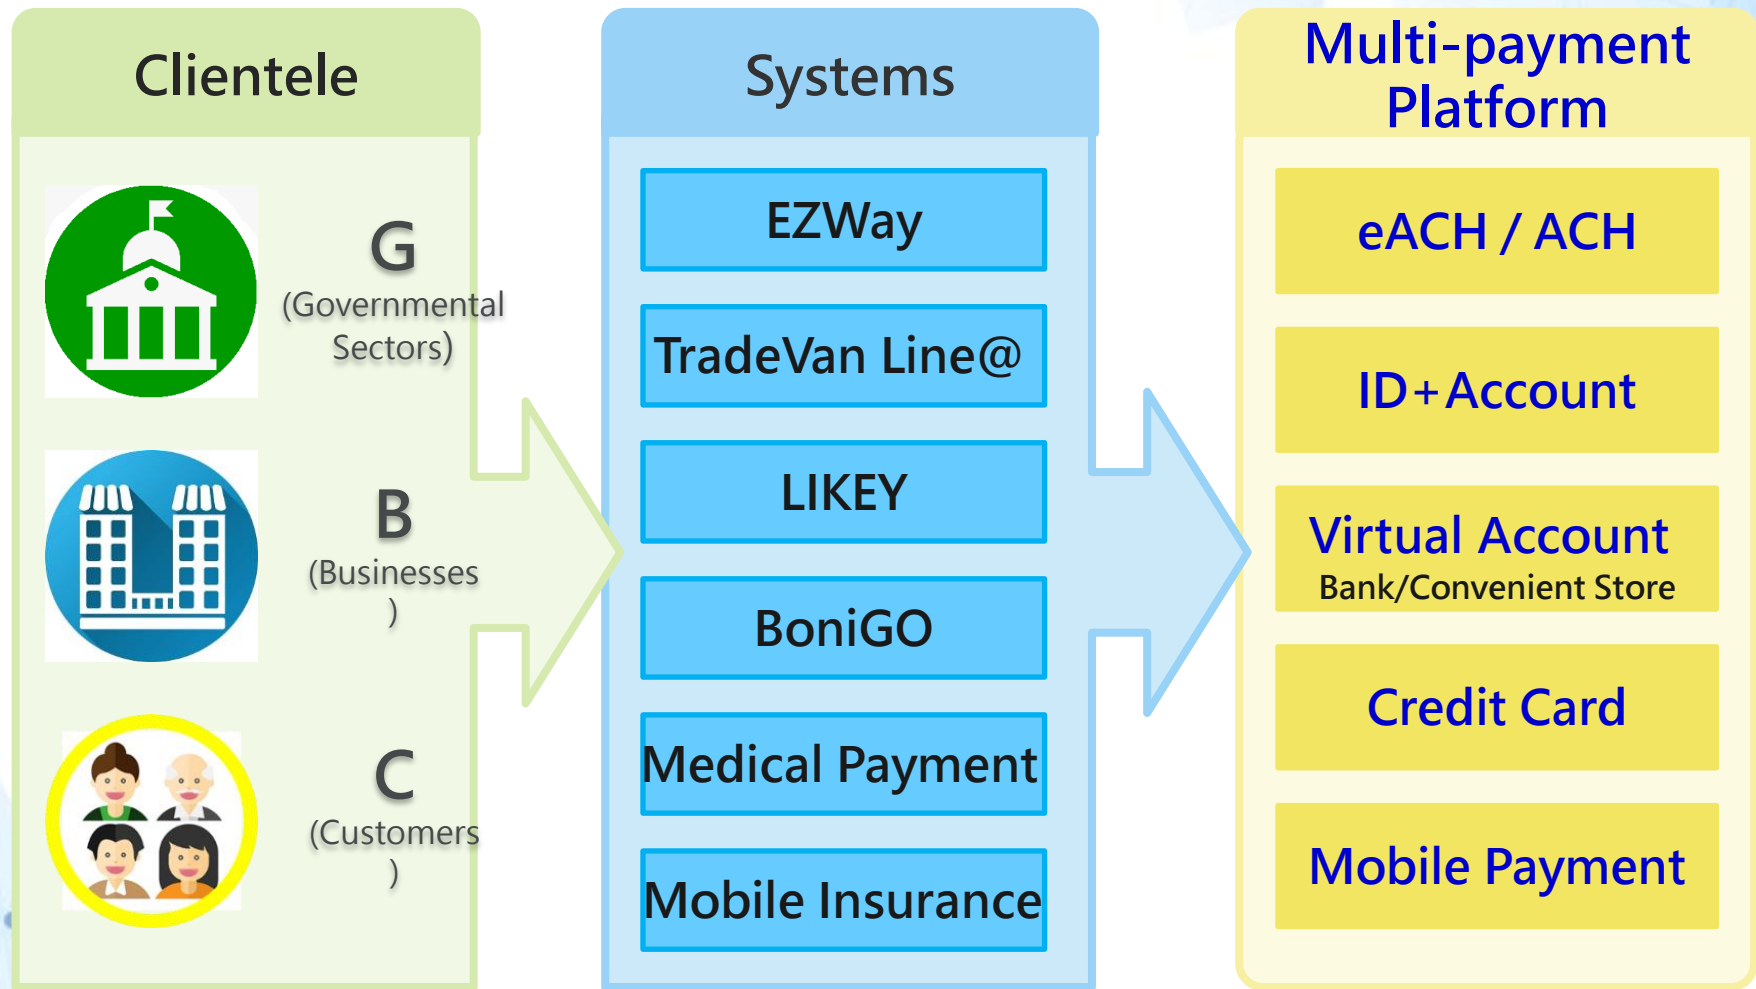 Clientele
G
(Governmental
Sectors)
B
(Businesses
)
C
(Customers
)
Systems
EZWay
TradeVan Line@
LIKEY
BoniGO
Medical Payment
Mobile Insurance
Multi-payment
Platform
eACH / ACH
ID+Account
Virtual Account
Bank/Convenient Store
Credit Card
Mobile Payment